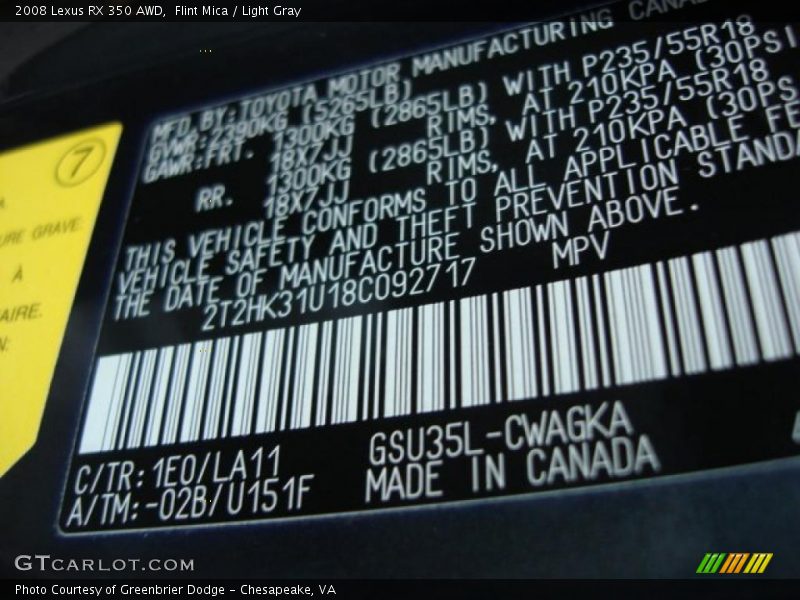 2008 Lexus RX 350 AWD,  Flint Mica / Light Gray
MFD.BY:TOYOTA MOTOR MANUFACTURING CANADA
GVWR:2390KG (5265LB)
GAWR:FRT. 1300KG (2865LB) WITH P235/55R18
18X7JJ RIMS, AT 210KPA (30PSI
RR. 1300KG (2865LB) WITH P235/55R18
18X7JJ RIMS, AT 210KPA (30PS
THIS VEHICLE CONFORMS TO ALL APPLICABLE FE
VEHICLE SAFETY AND THEFT PREVENTION STANDA
THE DATE OF MANUFACTURE SHOWN ABOVE.
2T2HK31U18C092717 MPV
C/TR:1E0/LA11 GSU35L-CWAGKA
A/TM:-02B/U151F MADE IN CANADA
7
URE GRAVE
À
AIRE.
N:
GTCARLOT.COM
Photo Courtesy of Greenbrier Dodge – Chesapeake, VA